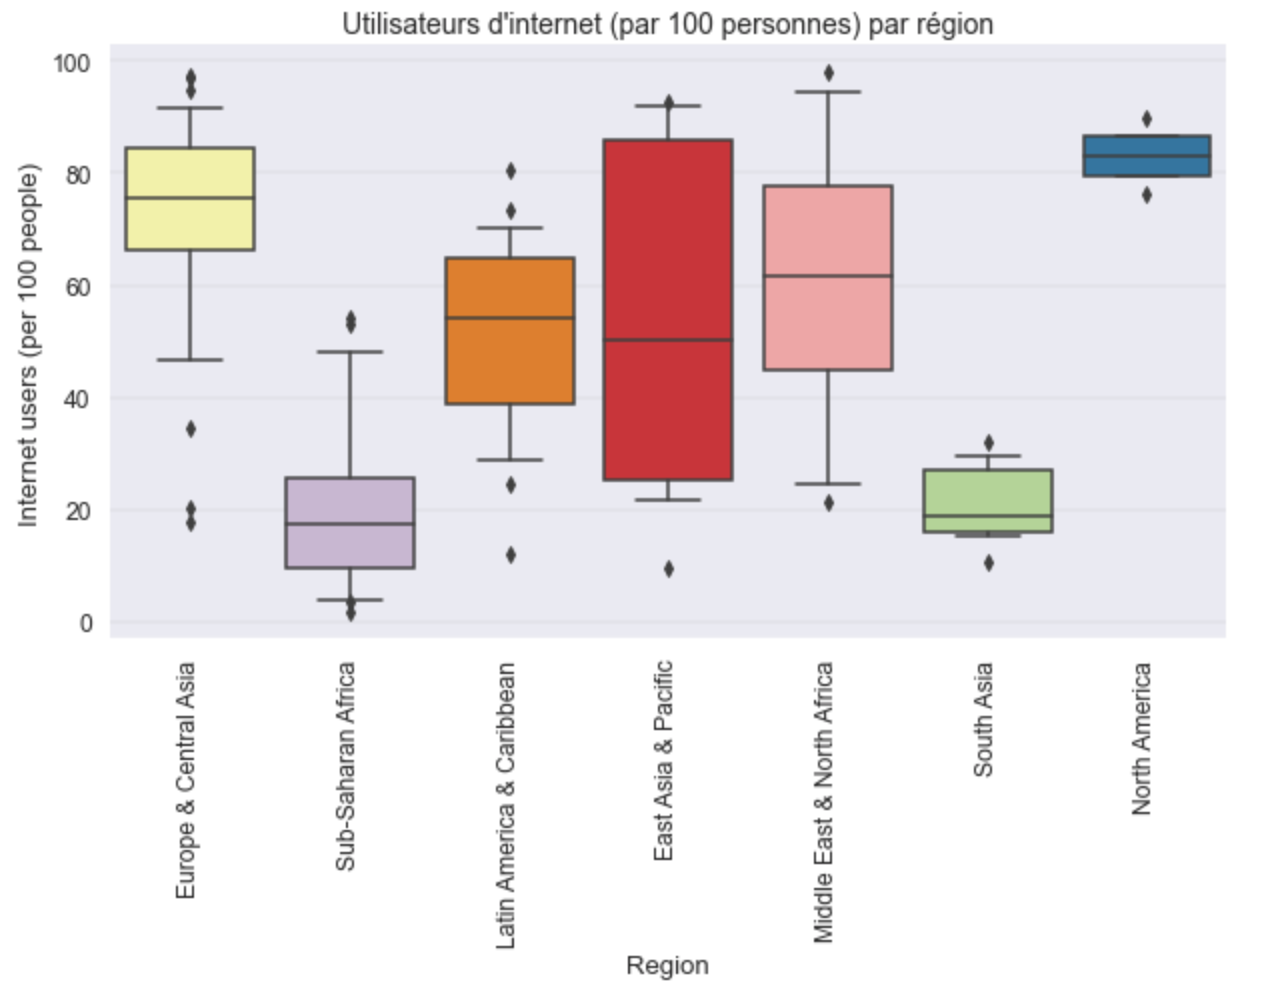 Utilisateurs d'internet (par 100 personnes) par région
Internet users (per 100 people)
100
80
60
40
20
0
Europe & Central Asia
Sub-Saharan Africa
Latin America & Caribbean
East Asia & Pacific
Middle East & North Africa
South Asia
North America
Region